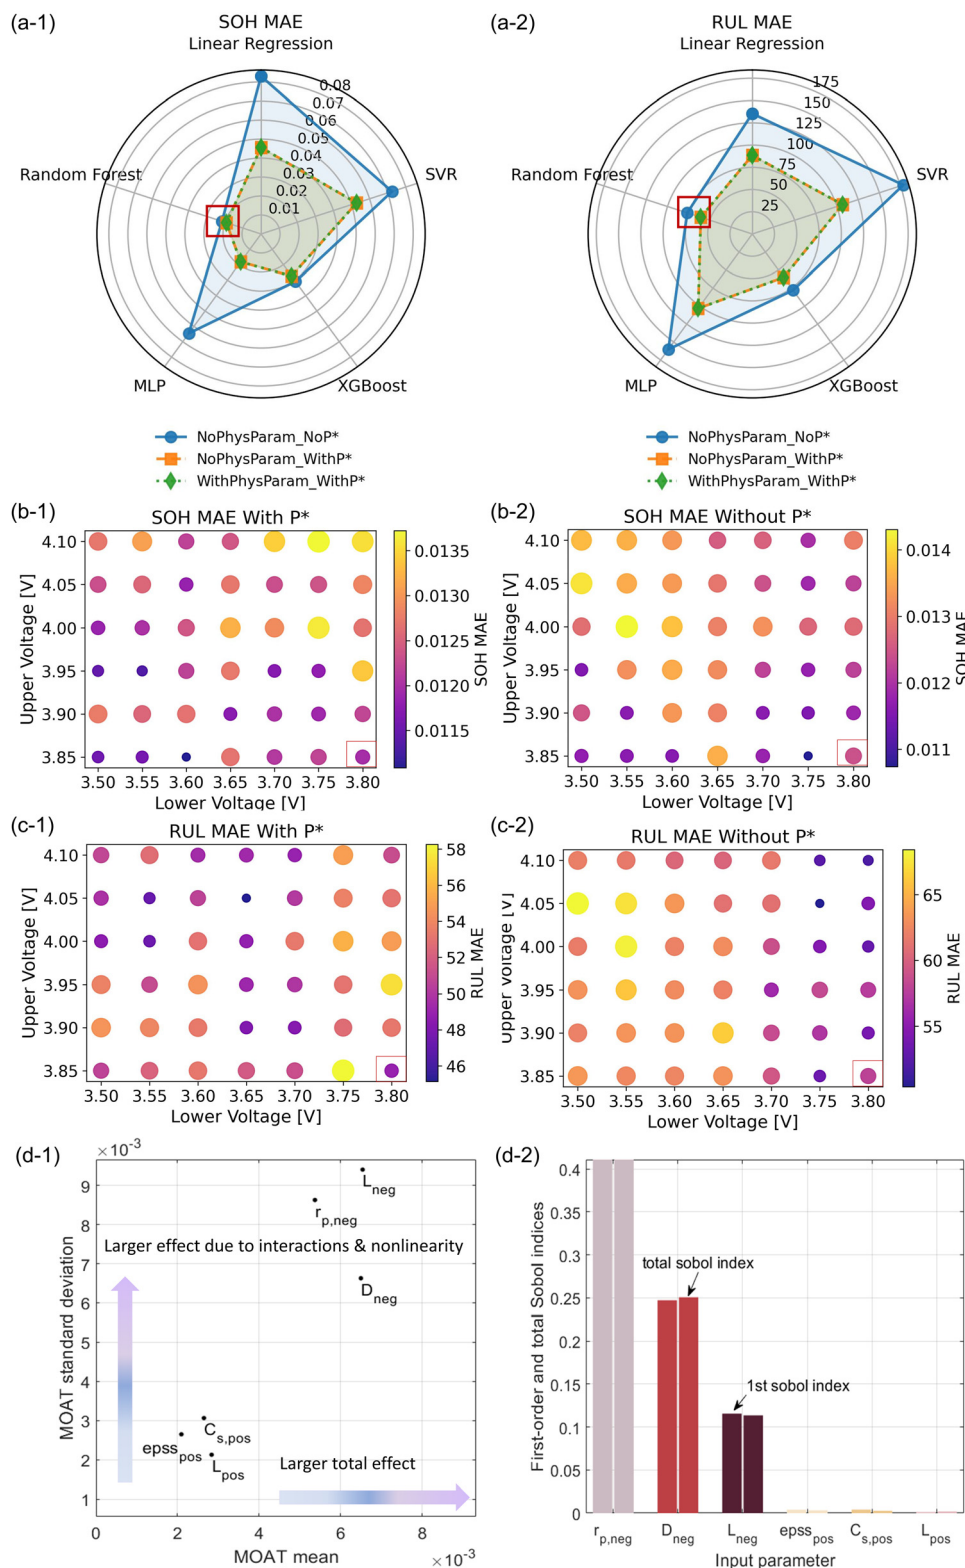 (a-1)
SOH MAE
Linear Regression
0.08
0.07
0.06
0.05
0.04
0.03
0.02
0.01
SVR
Random Forest
MLP
XGBoost
NoPhysParam_NoP*
NoPhysParam_WithP*
WithPhysParam_WithP*
(a-2)
RUL MAE
Linear Regression
175
150
125
100
75
50
25
SVR
Random Forest
MLP
XGBoost
NoPhysParam_NoP*
NoPhysParam_WithP*
WithPhysParam_WithP*
(b-1)
SOH MAE With P*
Upper Voltage [V]
4.10
4.05
4.00
3.95
3.90
3.85
3.50 3.55 3.60 3.65 3.70 3.75 3.80
Lower Voltage [V]
0.0135
0.0130
0.0125
0.0120
0.0115
SOH MAE
(b-2)
SOH MAE Without P*
Upper Voltage [V]
4.10
4.05
4.00
3.95
3.90
3.85
3.50 3.55 3.60 3.65 3.70 3.75 3.80
Lower Voltage [V]
0.014
0.013
0.012
0.011
SOH MAE
(c-1)
RUL MAE With P*
Upper Voltage [V]
4.10
4.05
4.00
3.95
3.90
3.85
3.50 3.55 3.60 3.65 3.70 3.75 3.80
Lower Voltage [V]
58
56
54
52
50
48
46
RUL MAE
(c-2)
RUL MAE Without P*
Upper voltage [V]
4.10
4.05
4.00
3.95
3.90
3.85
3.50 3.55 3.60 3.65 3.70 3.75 3.80
Lower Voltage [V]
65
60
55
RUL MAE
(d-1)
×10⁻³
MOAT standard deviation
9
8
7
6
5
4
3
2
1
L_neg
r_p,neg
Larger effect due to interactions & nonlinearity
D_neg
C_s,pos
epss_pos
L_pos
Larger total effect
0 2 4 6 8
MOAT mean
×10⁻³
(d-2)
First-order and total Sobol indices
0.4
0.35
0.3
0.25
0.2
0.15
0.1
0.05
0
total sobol index
1st sobol index
r_p,neg D_neg L_neg epss_pos C_s,pos L_pos
Input parameter